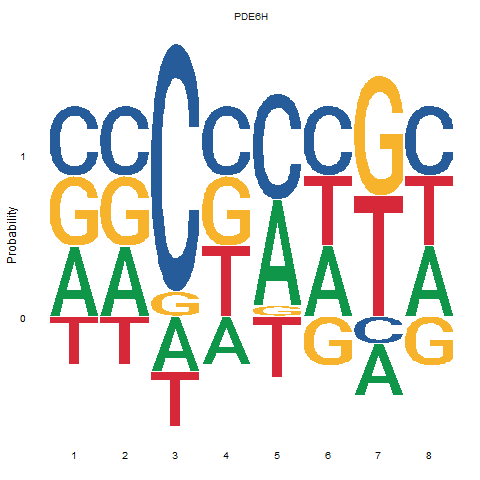 PDE6H
Probability
1
0
C C C C C C G C
G G G G A T T T
A A A T G A C A
T T T A T G A G
1 2 3 4 5 6 7 8